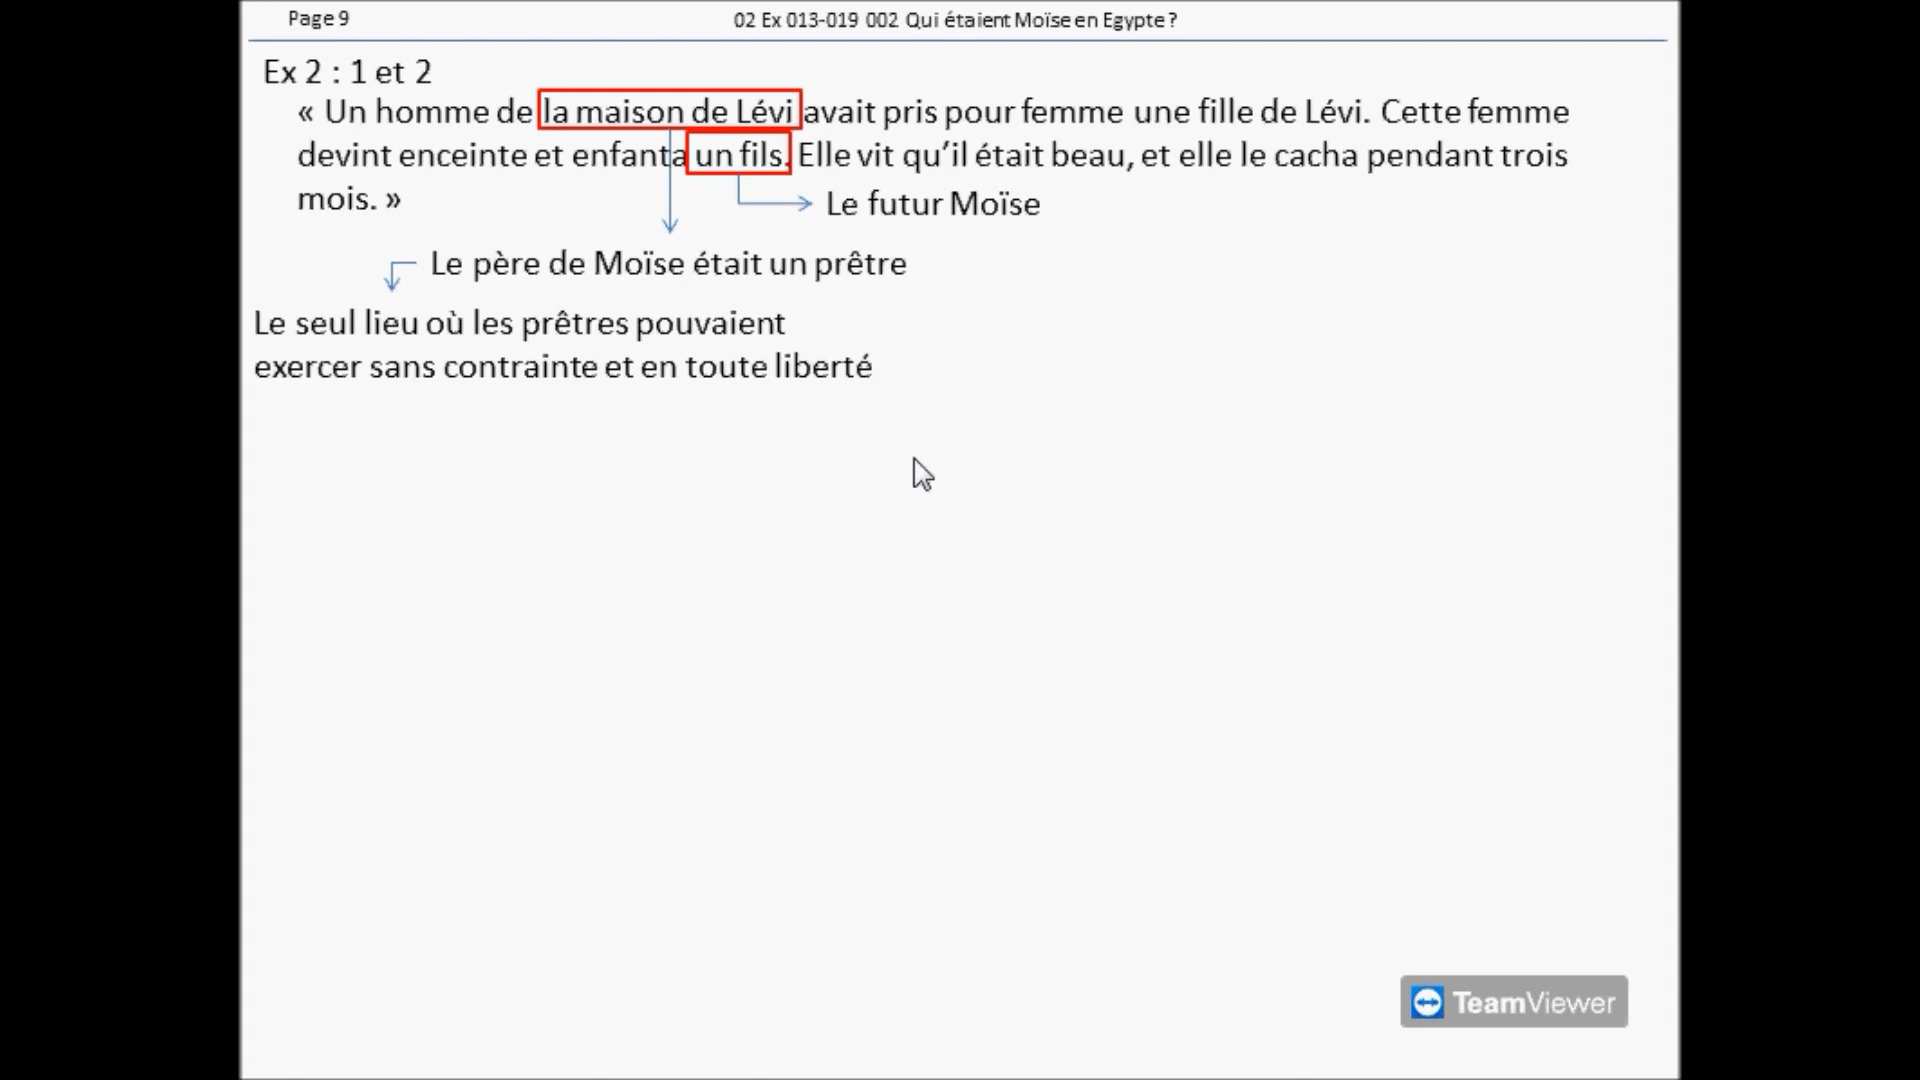 Page 9
02 Ex 013-019 002 Qui étaient Moïse en Egypte ?
Ex 2 : 1 et 2
« Un homme de la maison de Lévi avait pris pour femme une fille de Lévi. Cette femme
devint enceinte et enfanta un fils. Elle vit qu’il était beau, et elle le cacha pendant trois
mois. »
Le futur Moïse
Le père de Moïse était un prêtre
Le seul lieu où les prêtres pouvaient
exercer sans contrainte et en toute liberté
TeamViewer